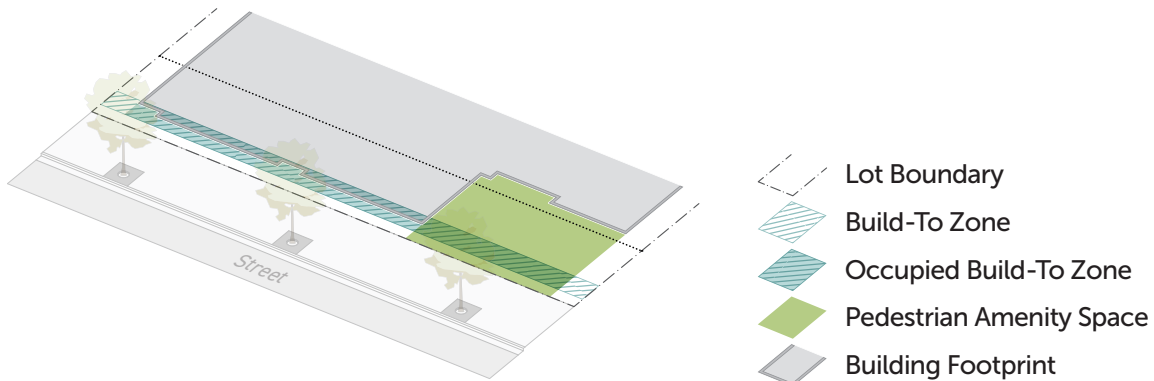 Street
Lot Boundary
Build-To Zone
Occupied Build-To Zone
Pedestrian Amenity Space
Building Footprint